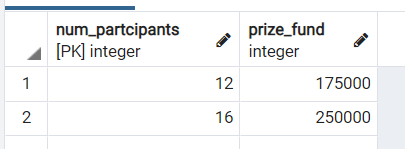 num_partcipants prize_fund
[PK] integer integer
1 12 175000
2 16 250000